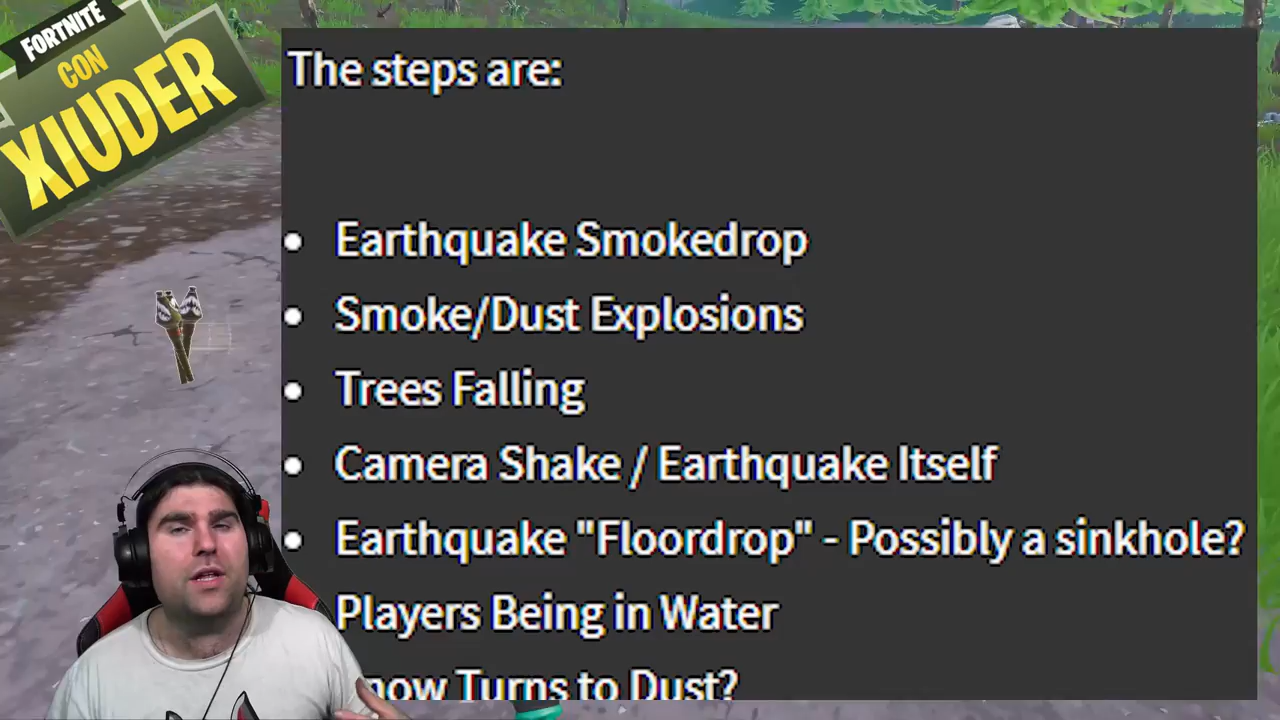 FORTNITE
CON
XIUDER
The steps are:
• Earthquake Smokedrop
• Smoke/Dust Explosions
• Trees Falling
• Camera Shake / Earthquake Itself
• Earthquake "Floordrop" - Possibly a sinkhole?
Players Being in Water
Turns to Dust?